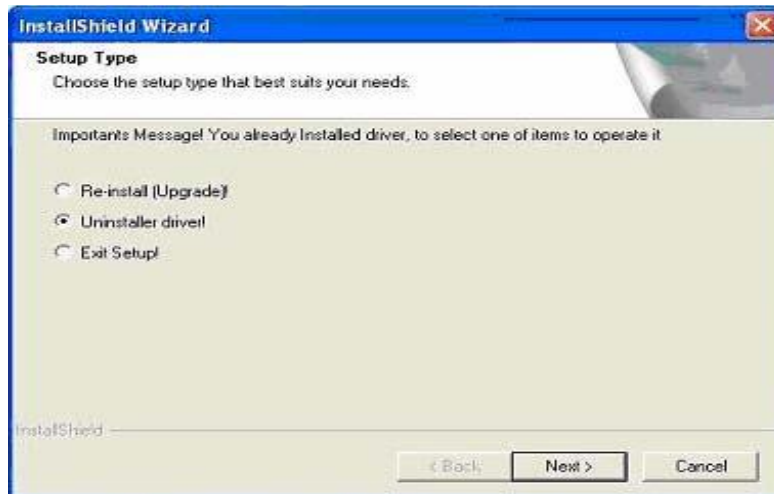 InstallShield Wizard
Setup Type
Choose the setup type that best suits your needs.
Importants Message! You already Installed driver, to select one of items to operate it
Re-install (Upgrade)!
Uninstaller driver!
Exit Setup!
InstallShield
< Back
Next >
Cancel